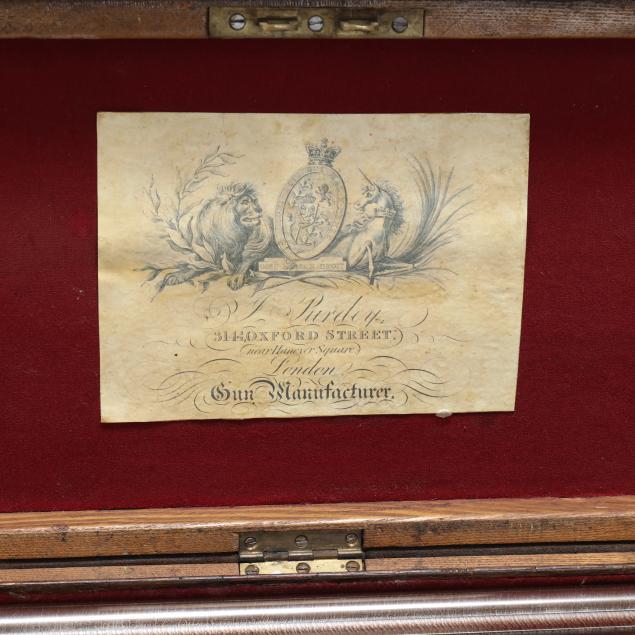 J. Purdey,
314½, OXFORD STREET,
(near Hanover Square)
London
Gun Manufacturer.